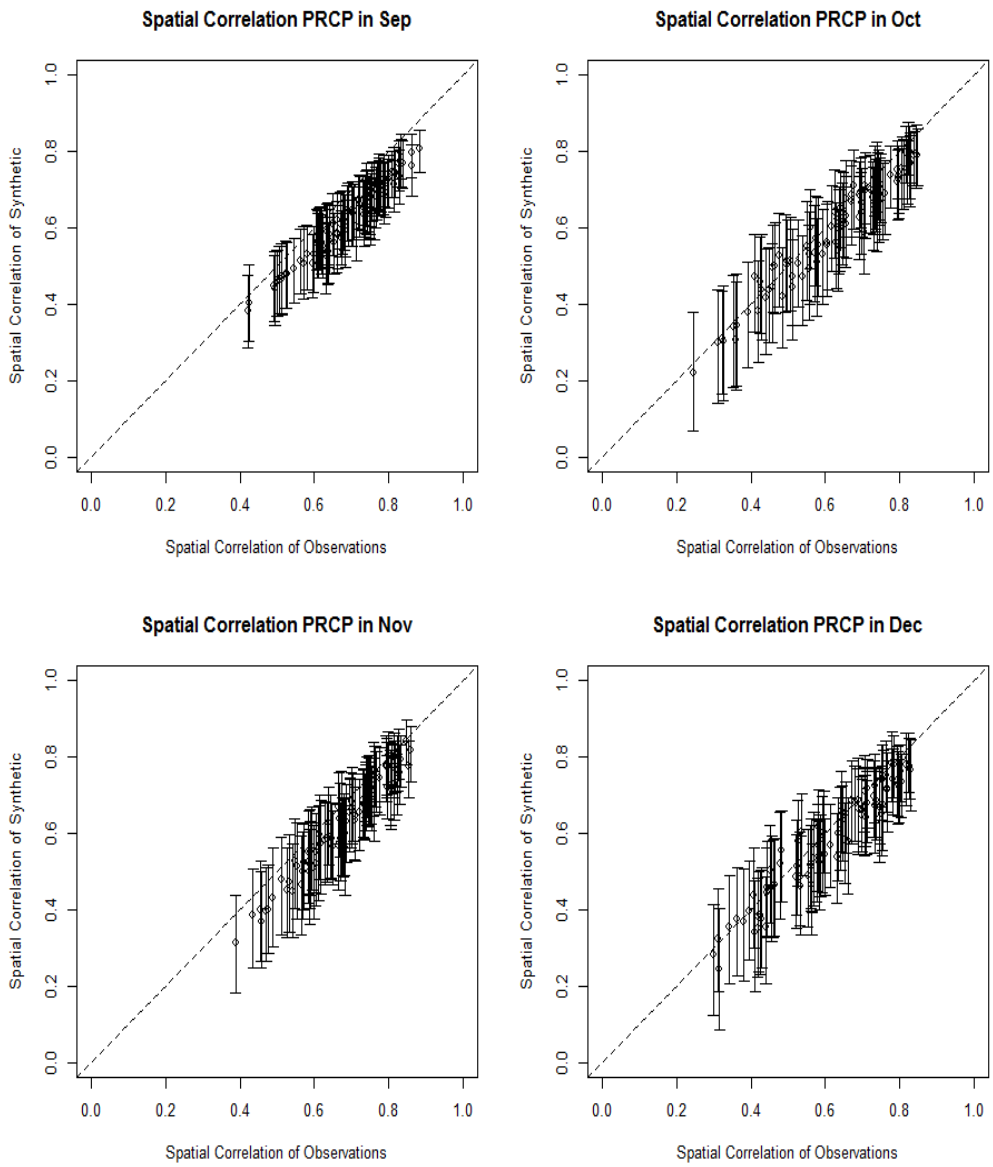 Spatial Correlation PRCP in Sep
Spatial Correlation of Synthetic
1.0
0.8
0.6
0.4
0.2
0.0
0.0 0.2 0.4 0.6 0.8 1.0
Spatial Correlation of Observations
Spatial Correlation PRCP in Oct
Spatial Correlation of Synthetic
1.0
0.8
0.6
0.4
0.2
0.0
0.0 0.2 0.4 0.6 0.8 1.0
Spatial Correlation of Observations
Spatial Correlation PRCP in Nov
Spatial Correlation of Synthetic
1.0
0.8
0.6
0.4
0.2
0.0
0.0 0.2 0.4 0.6 0.8 1.0
Spatial Correlation of Observations
Spatial Correlation PRCP in Dec
Spatial Correlation of Synthetic
1.0
0.8
0.6
0.4
0.2
0.0
0.0 0.2 0.4 0.6 0.8 1.0
Spatial Correlation of Observations